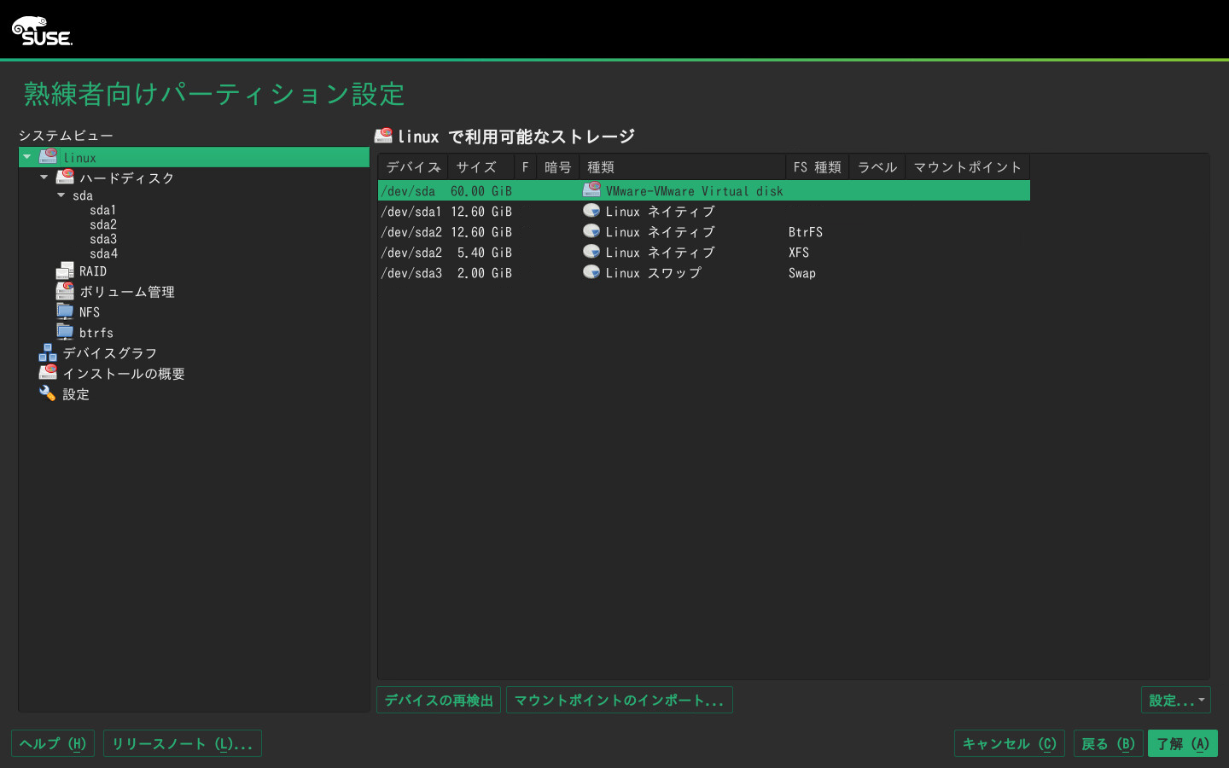 SUSE
熟練者向けパーティション設定
システムビュー
linux
ハードディスク
sda
sda1
sda2
sda3
sda4
RAID
ボリューム管理
NFS
btrfs
デバイスグラフ
インストールの概要
設定
linux で利用可能なストレージ
デバイス サイズ F 暗号 種類 FS 種類 ラベル マウントポイント
/dev/sda 60.00 GiB VMware-VMware Virtual disk
/dev/sda1 12.60 GiB Linux ネイティブ
/dev/sda2 12.60 GiB Linux ネイティブ BtrFS
/dev/sda2 5.40 GiB Linux ネイティブ XFS
/dev/sda3 2.00 GiB Linux スワップ Swap
デバイスの再検出 マウントポイントのインポート... 設定...
ヘルプ (H) リリースノート (L)... キャンセル (C) 戻る (B) 了解 (A)